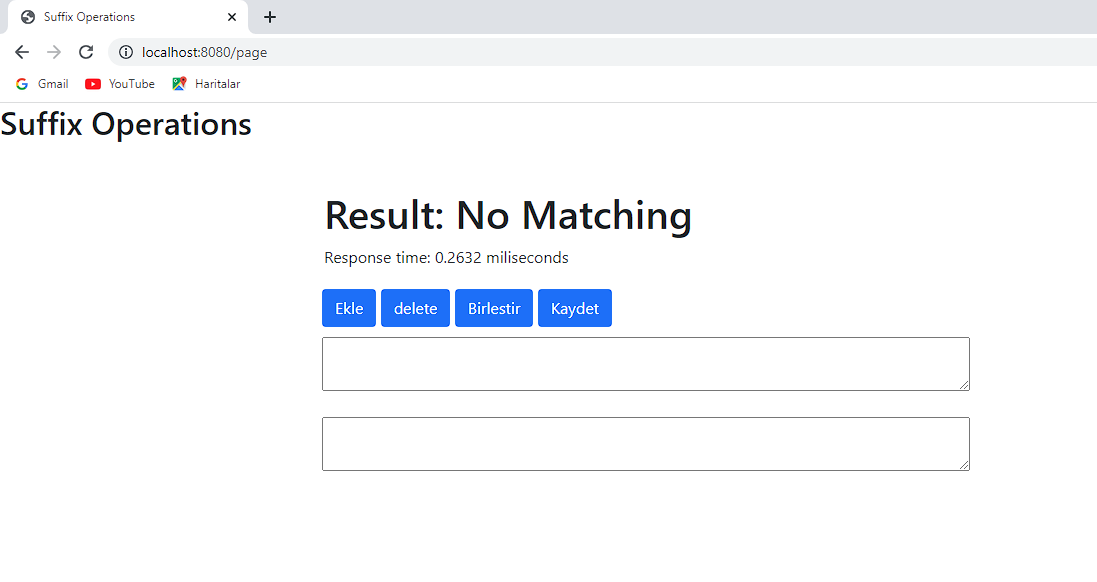 Suffix Operations
localhost:8080/page
Gmail YouTube Haritalar
Suffix Operations
Result: No Matching
Response time: 0.2632 miliseconds
Ekle delete Birlestir Kaydet